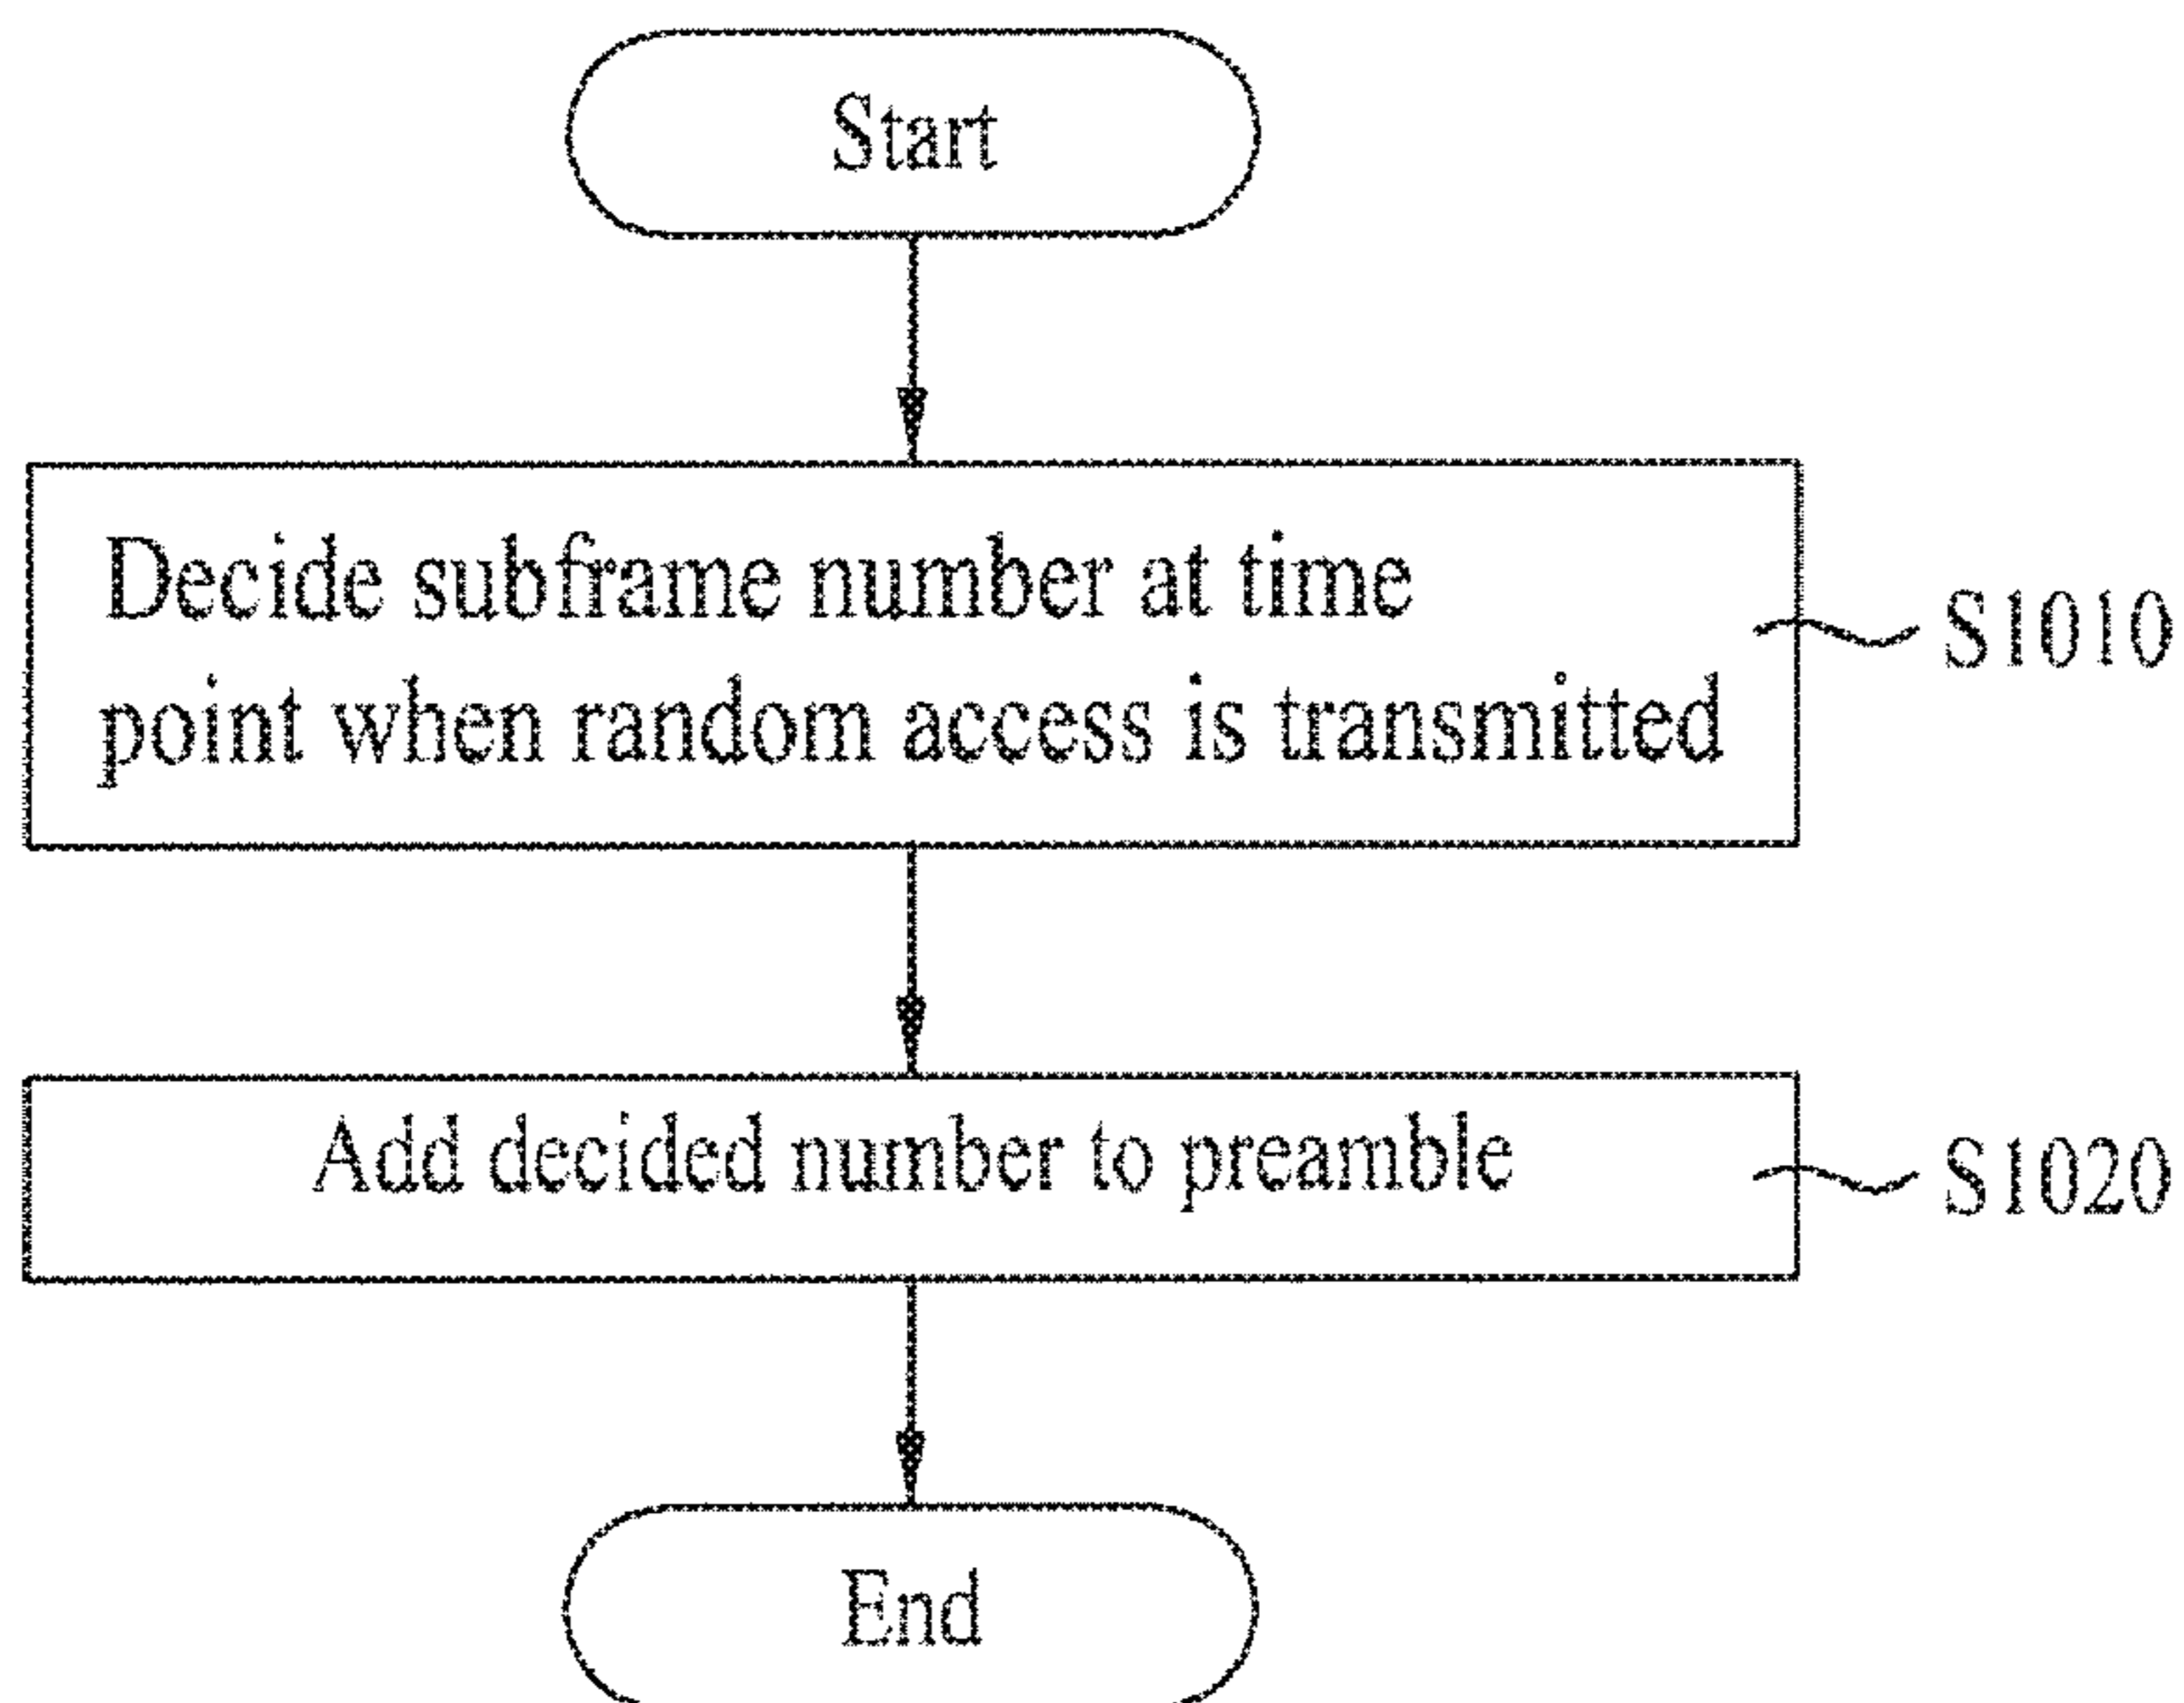 Start
Decide subframe number at time
point when random access is transmitted
S1010
Add decided number to preamble
S1020
End